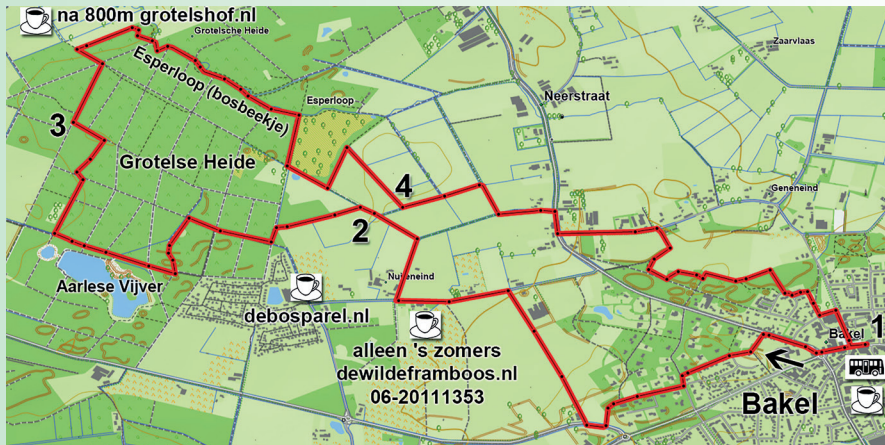 na 800m grotelshof.nl
Grotelsche Heide
Zaarvlaas
Esperloop (bosbeekje)
Esperloop
Neerstraat
3
Grotelse Heide
4
Geneneind
2
Aarlese Vijver
Nuijeneind
debosparel.nl
1
Bakel
alleen 's zomers
dewildeframboos.nl
06-20111353
Bakel